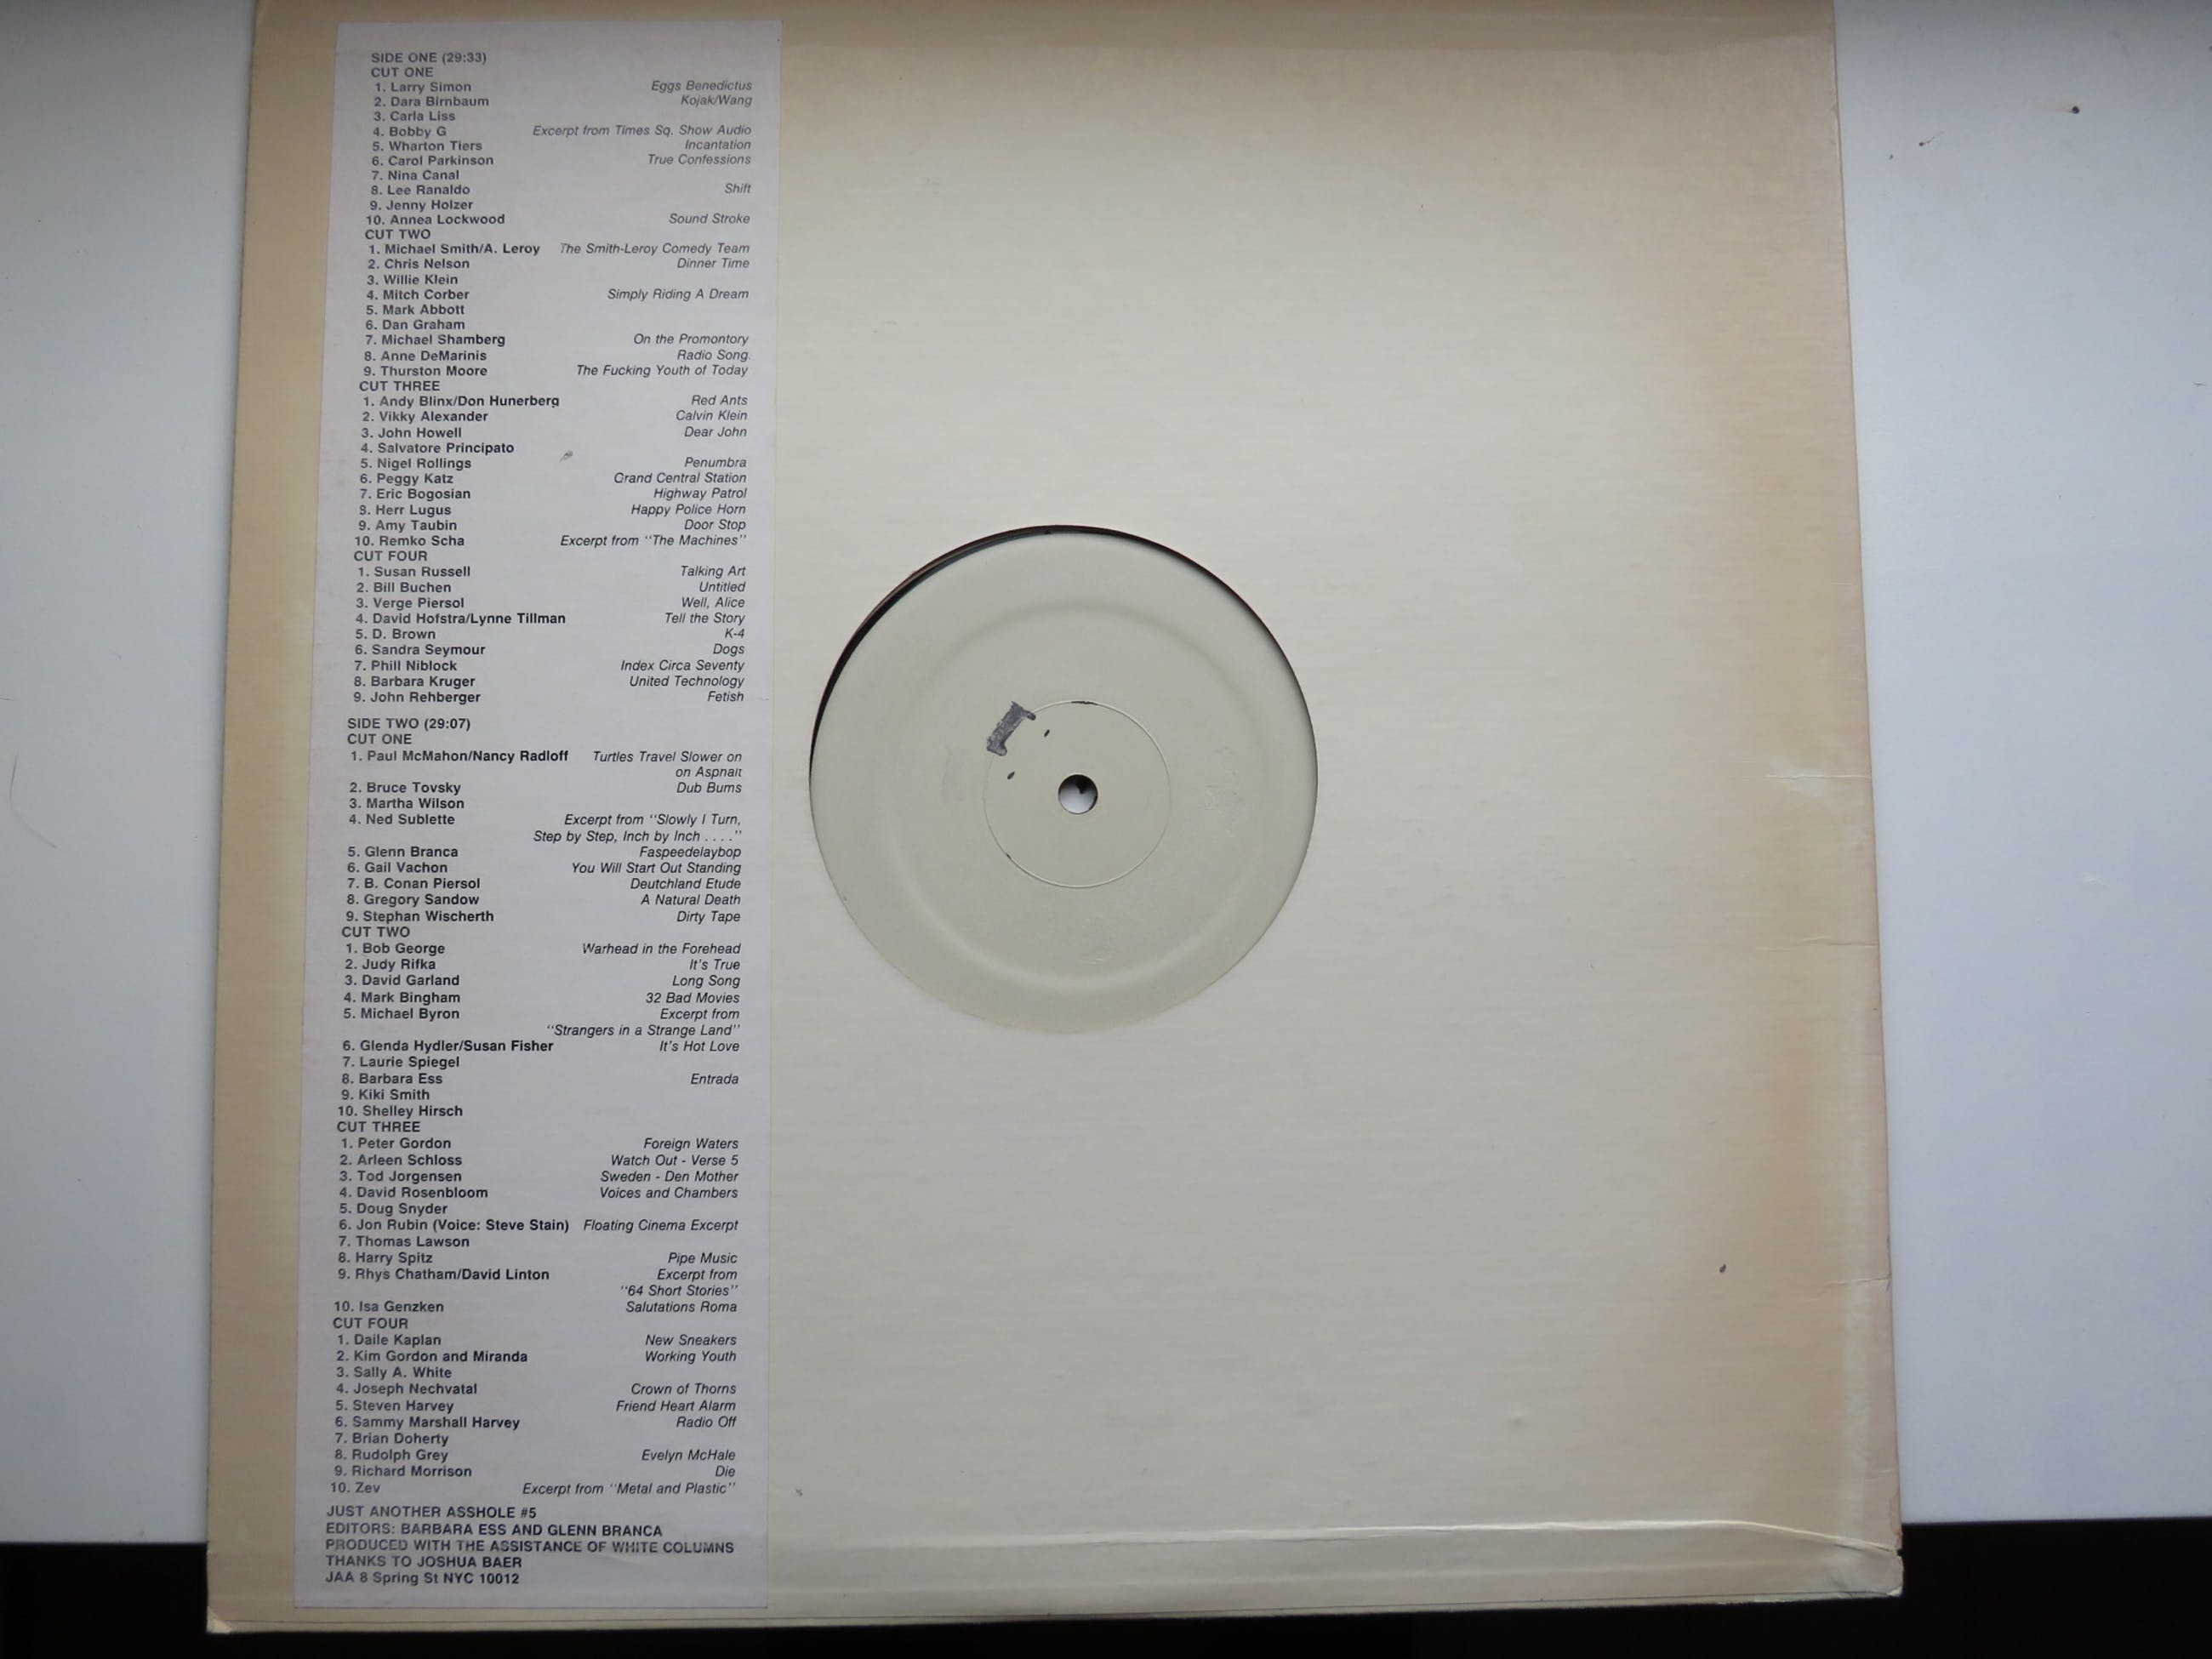 SIDE ONE (29:33)
CUT ONE
1. Larry Simon Eggs Benedictus
2. Dara Birnbaum Kojak/Wang
3. Carla Liss
4. Bobby G Excerpt from Times Sq. Show Audio
5. Wharton Tiers Incantation
6. Carol Parkinson True Confessions
7. Nina Canal
8. Lee Ranaldo Shift
9. Jenny Holzer
10. Annea Lockwood Sound Stroke
CUT TWO
1. Michael Smith/A. Leroy The Smith-Leroy Comedy Team
2. Chris Nelson Dinner Time
3. Willie Klein
4. Mitch Corber Simply Riding A Dream
5. Mark Abbott
6. Dan Graham
7. Michael Shamberg On the Promontory
8. Anne DeMarinis Radio Song
9. Thurston Moore The Fucking Youth of Today
CUT THREE
1. Andy Blinx/Don Hunerberg Red Ants
2. Vikky Alexander Calvin Klein
3. John Howell Dear John
4. Salvatore Principato
5. Nigel Rollings Penumbra
6. Peggy Katz Grand Central Station
7. Eric Bogosian Highway Patrol
8. Herr Lugus Happy Police Horn
9. Amy Taubin Door Stop
10. Remko Scha Excerpt from "The Machines"
CUT FOUR
1. Susan Russell Talking Art
2. Bill Buchen Untitled
3. Verge Piersol Well, Alice
4. David Hofstra/Lynne Tillman Tell the Story
5. D. Brown K-4
6. Sandra Seymour Dogs
7. Phill Niblock Index Circa Seventy
8. Barbara Kruger United Technology
9. John Rehberger Fetish
SIDE TWO (29:07)
CUT ONE
1. Paul McMahon/Nancy Radloff Turtles Travel Slower on
on Asphalt
2. Bruce Tovsky Dub Bums
3. Martha Wilson
4. Ned Sublette Excerpt from "Slowly I Turn,
Step by Step, Inch by Inch . . . ."
5. Glenn Branca Faspeedelaybop
6. Gail Vachon You Will Start Out Standing
7. B. Conan Piersol Deutchland Etude
8. Gregory Sandow A Natural Death
9. Stephan Wischerth Dirty Tape
CUT TWO
1. Bob George Warhead in the Forehead
2. Judy Rifka It's True
3. David Garland Long Song
4. Mark Bingham 32 Bad Movies
5. Michael Byron Excerpt from
"Strangers in a Strange Land"
6. Glenda Hydler/Susan Fisher It's Hot Love
7. Laurie Spiegel
8. Barbara Ess Entrada
9. Kiki Smith
10. Shelley Hirsch
CUT THREE
1. Peter Gordon Foreign Waters
2. Arleen Schloss Watch Out - Verse 5
3. Tod Jorgensen Sweden - Den Mother
4. David Rosenbloom Voices and Chambers
5. Doug Snyder
6. Jon Rubin (Voice: Steve Stain) Floating Cinema Excerpt
7. Thomas Lawson
8. Harry Spitz Pipe Music
9. Rhys Chatham/David Linton Excerpt from
"64 Short Stories"
10. Isa Genzken Salutations Roma
CUT FOUR
1. Daile Kaplan New Sneakers
2. Kim Gordon and Miranda Working Youth
3. Sally A. White
4. Joseph Nechvatal Crown of Thorns
5. Steven Harvey Friend Heart Alarm
6. Sammy Marshall Harvey Radio Off
7. Brian Doherty
8. Rudolph Grey Evelyn McHale
9. Richard Morrison Die
10. Zev Excerpt from "Metal and Plastic"
JUST ANOTHER ASSHOLE #5
EDITORS: BARBARA ESS AND GLENN BRANCA
PRODUCED WITH THE ASSISTANCE OF WHITE COLUMNS
THANKS TO JOSHUA BAER
JAA 8 Spring St NYC 10012